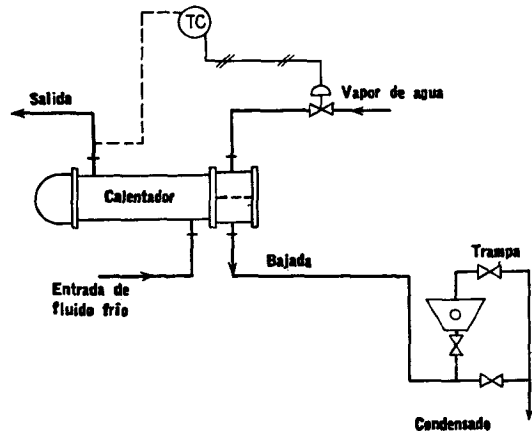 TC
Salida
Vapor de agua
Calentador
Bajada
Trampa
Entrada de
fluido frío
Condensado